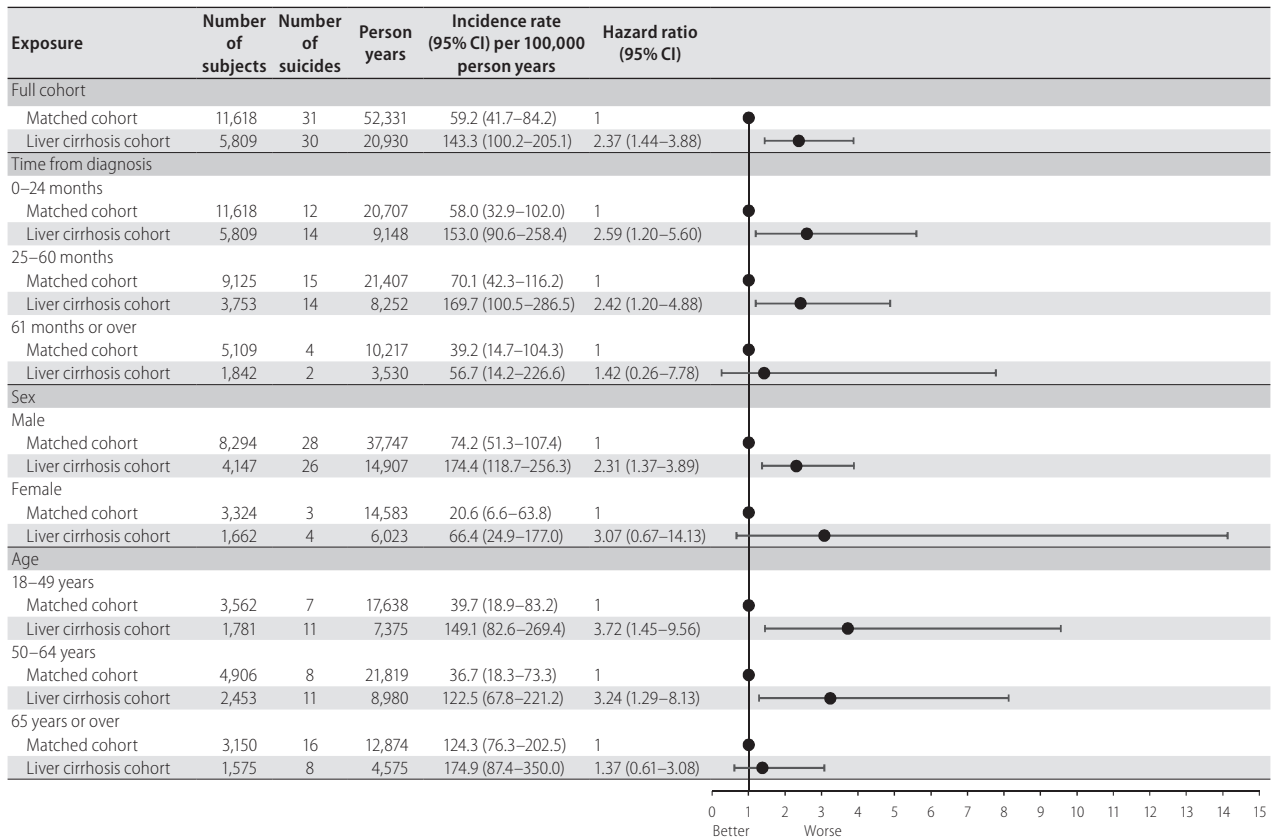 Exposure Number of subjects Number of suicides Person years Incidence rate (95% CI) per 100,000 person years Hazard ratio (95% CI)
Full cohort
Matched cohort 11,618 31 52,331 59.2 (41.7–84.2) 1
Liver cirrhosis cohort 5,809 30 20,930 143.3 (100.2–205.1) 2.37 (1.44–3.88)
Time from diagnosis
0–24 months
Matched cohort 11,618 12 20,707 58.0 (32.9–102.0) 1
Liver cirrhosis cohort 5,809 14 9,148 153.0 (90.6–258.4) 2.59 (1.20–5.60)
25–60 months
Matched cohort 9,125 15 21,407 70.1 (42.3–116.2) 1
Liver cirrhosis cohort 3,753 14 8,252 169.7 (100.5–286.5) 2.42 (1.20–4.88)
61 months or over
Matched cohort 5,109 4 10,217 39.2 (14.7–104.3) 1
Liver cirrhosis cohort 1,842 2 3,530 56.7 (14.2–226.6) 1.42 (0.26–7.78)
Sex
Male
Matched cohort 8,294 28 37,747 74.2 (51.3–107.4) 1
Liver cirrhosis cohort 4,147 26 14,907 174.4 (118.7–256.3) 2.31 (1.37–3.89)
Female
Matched cohort 3,324 3 14,583 20.6 (6.6–63.8) 1
Liver cirrhosis cohort 1,662 4 6,023 66.4 (24.9–177.0) 3.07 (0.67–14.13)
Age
18–49 years
Matched cohort 3,562 7 17,638 39.7 (18.9–83.2) 1
Liver cirrhosis cohort 1,781 11 7,375 149.1 (82.6–269.4) 3.72 (1.45–9.56)
50–64 years
Matched cohort 4,906 8 21,819 36.7 (18.3–73.3) 1
Liver cirrhosis cohort 2,453 11 8,980 122.5 (67.8–221.2) 3.24 (1.29–8.13)
65 years or over
Matched cohort 3,150 16 12,874 124.3 (76.3–202.5) 1
Liver cirrhosis cohort 1,575 8 4,575 174.9 (87.4–350.0) 1.37 (0.61–3.08)
0 1 2 3 4 5 6 7 8 9 10 11 12 13 14 15
Better Worse